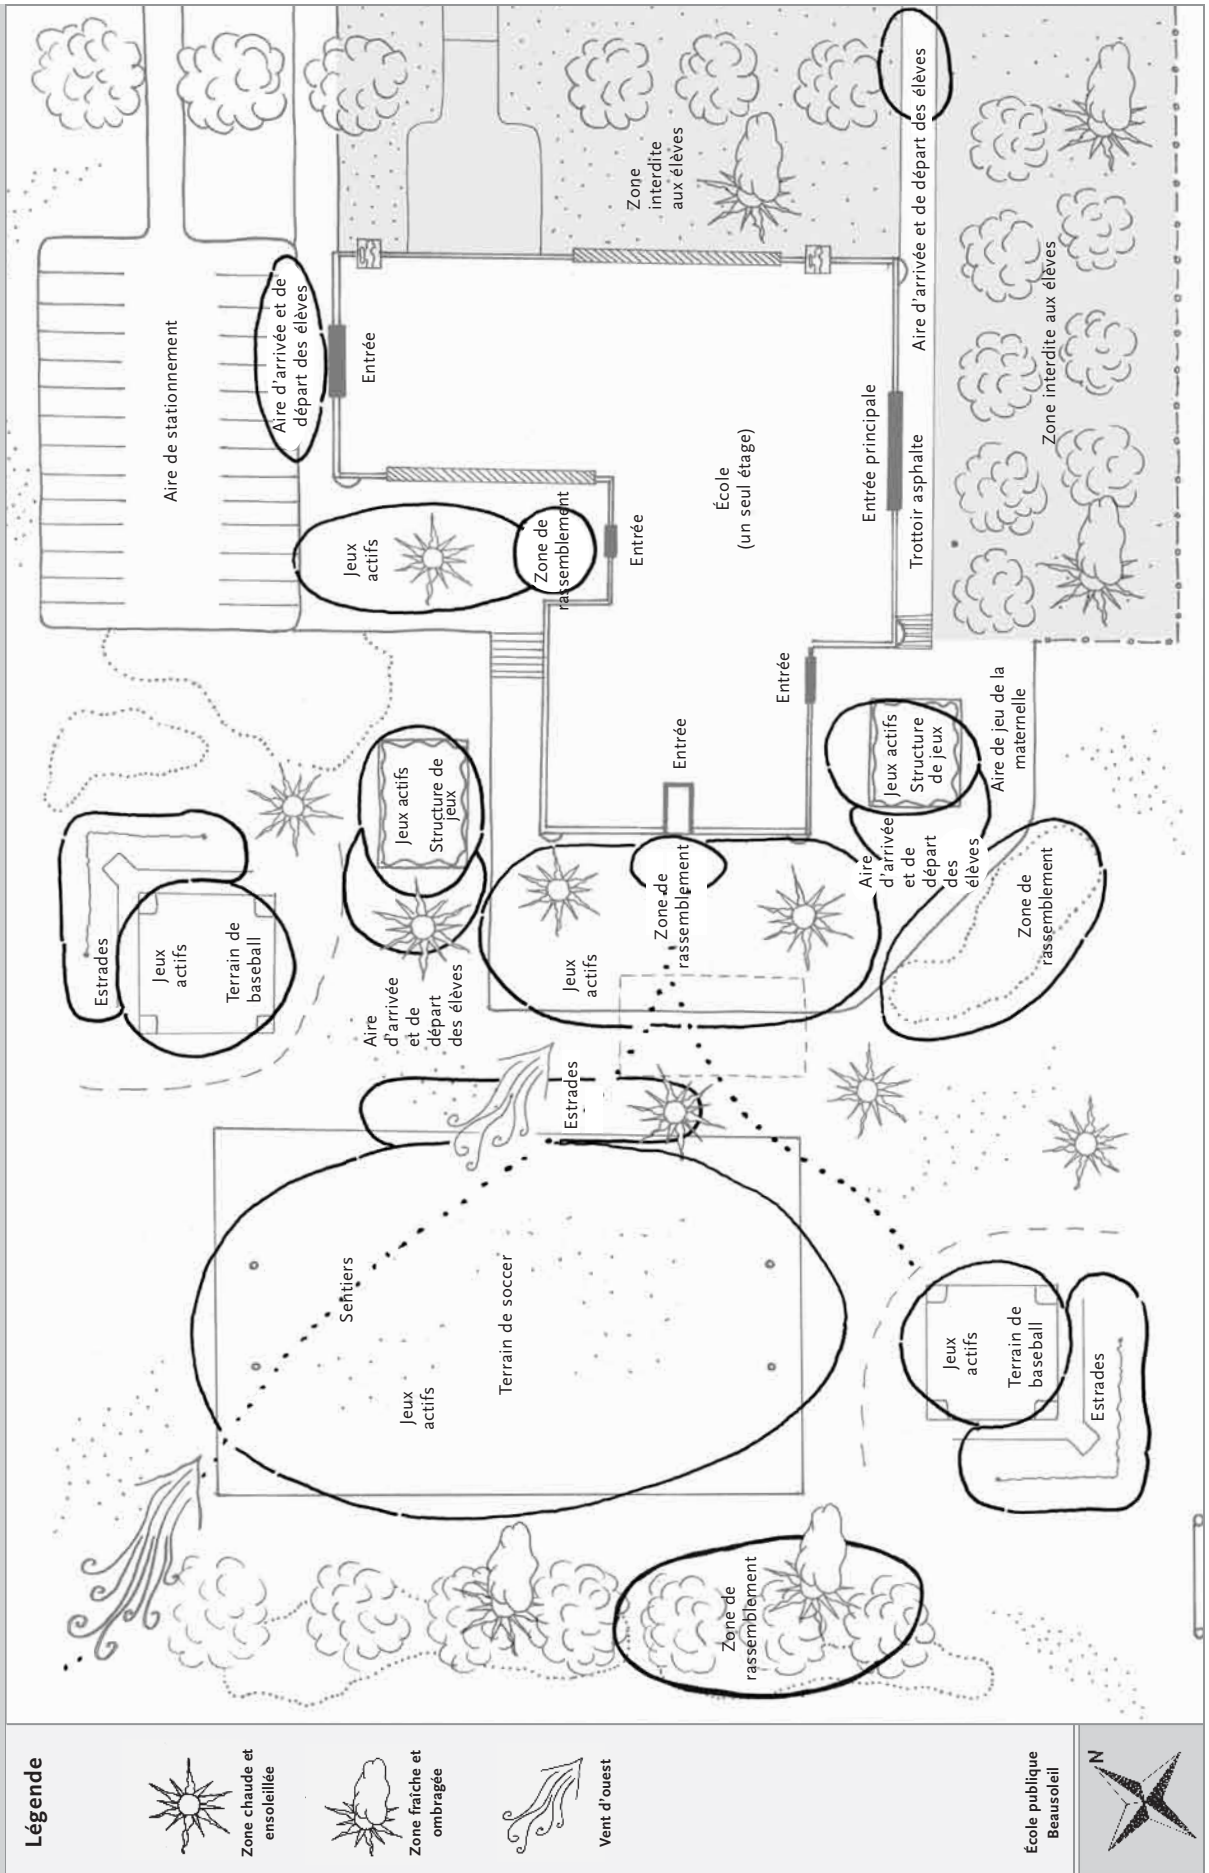 Légende
Zone chaude et
ensoleillée
Zone fraîche et
ombragée
Vent d'ouest
École publique
Beausoleil
N
Aire de stationnement
Aire d'arrivée et de
départ des élèves
Entrée
Zone
interdite
aux élèves
Aire d'arrivée et de départ des élèves
Zone interdite aux élèves
Jeux
actifs
Zone de
rassemblement
Entrée
École
(un seul étage)
Entrée principale
Trottoir asphalte
Entrée
Entrée
Jeux actifs
Structure
de jeux
Aire de jeu de la
maternelle
Aire
d'arrivée
et de
départ
des
élèves
Zone de
rassemblement
Jeux actifs
Structure de
jeux
Aire
d'arrivée
et de
départ
des élèves
Jeux
actifs
Zone de
rassemblement
Estrades
Jeux
actifs
Terrain de
baseball
Estrades
Sentiers
Jeux
actifs
Terrain de soccer
Jeux
actifs
Terrain de
baseball
Estrades
Zone de
rassemblement